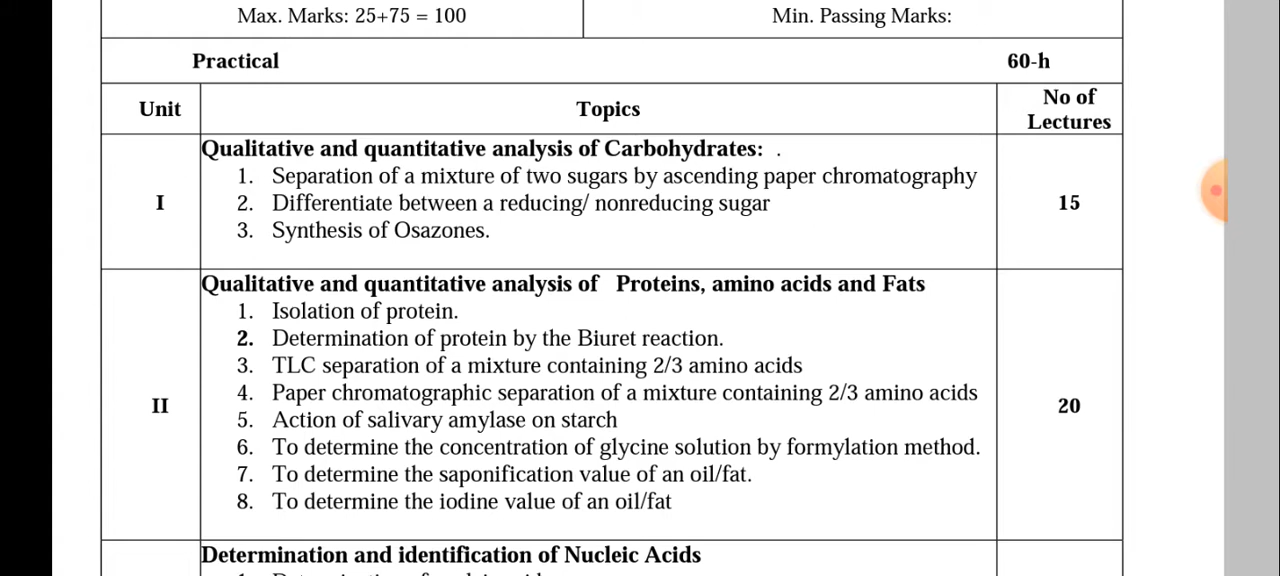 Max. Marks: 25+75 = 100 Min. Passing Marks:
Practical 60-h
Unit Topics No of Lectures
Qualitative and quantitative analysis of Carbohydrates: .
1. Separation of a mixture of two sugars by ascending paper chromatography
I 2. Differentiate between a reducing/ nonreducing sugar 15
3. Synthesis of Osazones.
Qualitative and quantitative analysis of Proteins, amino acids and Fats
1. Isolation of protein.
2. Determination of protein by the Biuret reaction.
3. TLC separation of a mixture containing 2/3 amino acids
4. Paper chromatographic separation of a mixture containing 2/3 amino acids
II 20
5. Action of salivary amylase on starch
6. To determine the concentration of glycine solution by formylation method.
7. To determine the saponification value of an oil/fat.
8. To determine the iodine value of an oil/fat
Determination and identification of Nucleic Acids